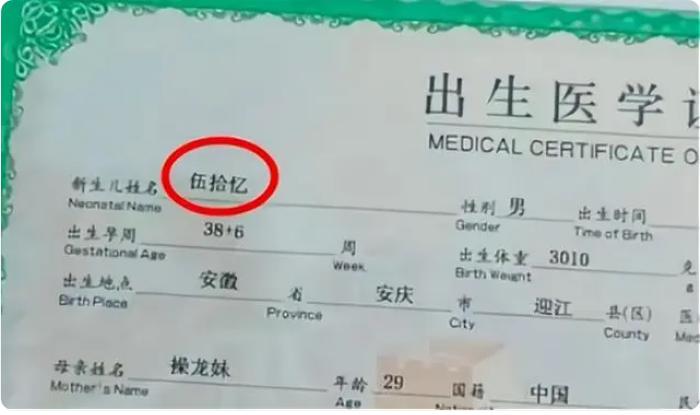 出生医学
MEDICAL CERTIFICATE O
新生儿姓名 伍拾忆 性别 男 出生时间
Neonatal Name Gender Time of Birth
出生孕周 38+6 周 出生体重 3010 克
Gestational Age Week Birth Weight g
出生地点 安徽 省 安庆 市 迎江 县(区) 医
Birth Place Province City County Med
母亲姓名 操龙妹 年龄 29 国籍 中国
Mother's Name Age